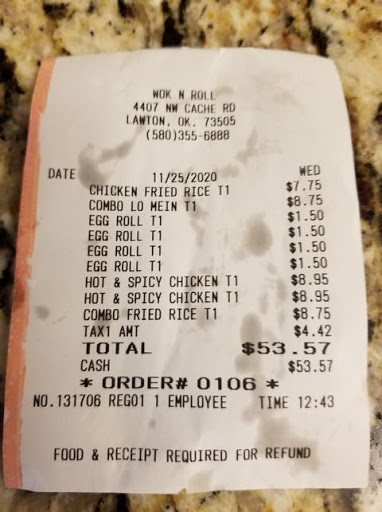 WOK N ROLL
4407 NW CACHE RD
LAWTON, OK. 73505
(580)355-6888
DATE 11/25/2020 WED
CHICKEN FRIED RICE T1 $7.75
COMBO LO MEIN T1 $8.75
EGG ROLL T1 $1.50
EGG ROLL T1 $1.50
EGG ROLL T1 $1.50
EGG ROLL T1 $1.50
HOT & SPICY CHICKEN T1 $8.95
HOT & SPICY CHICKEN T1 $8.95
COMBO FRIED RICE T1 $8.75
TAX1 AMT $4.42
TOTAL $53.57
CASH $53.57
* ORDER# 0106 *
NO.131706 REG01 1 EMPLOYEE TIME 12:43
FOOD & RECEIPT REQUIRED FOR REFUND